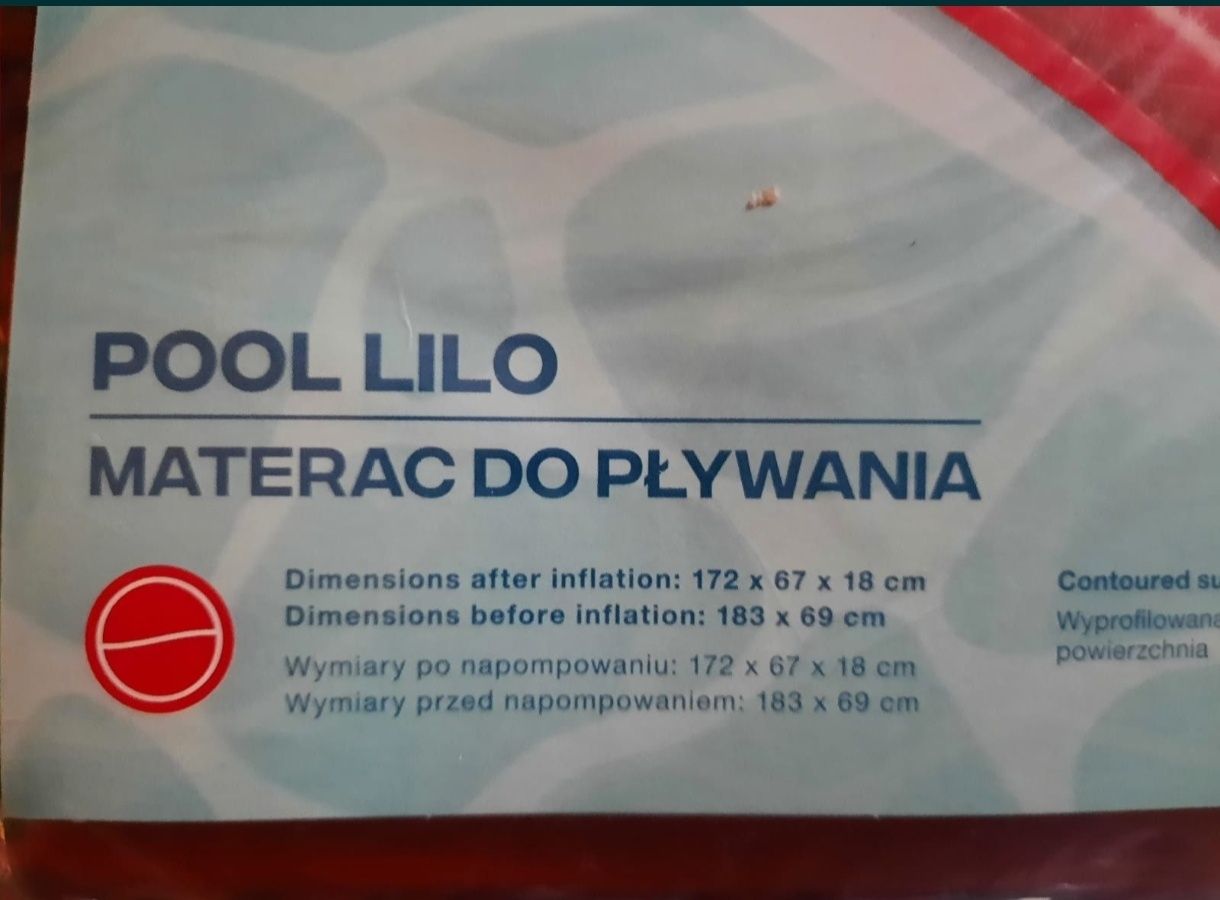 POOL LILO
MATERAC DO PŁYWANIA
Dimensions after inflation: 172 x 67 x 18 cm
Dimensions before inflation: 183 x 69 cm
Wymiary po napompowaniu: 172 x 67 x 18 cm
Wymiary przed napompowaniem: 183 x 69 cm
Contoured su
Wyprofilowana
powierzchnia